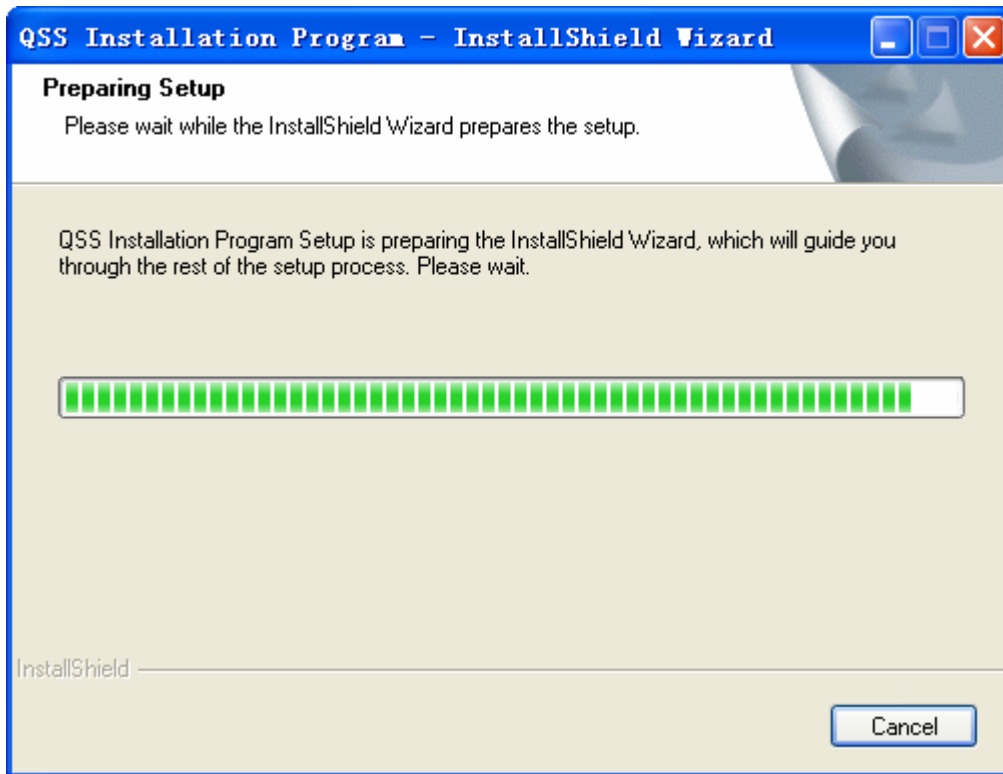 QSS Installation Program - InstallShield Wizard
Preparing Setup
Please wait while the InstallShield Wizard prepares the setup.
QSS Installation Program Setup is preparing the InstallShield Wizard, which will guide you
through the rest of the setup process. Please wait.
InstallShield
Cancel